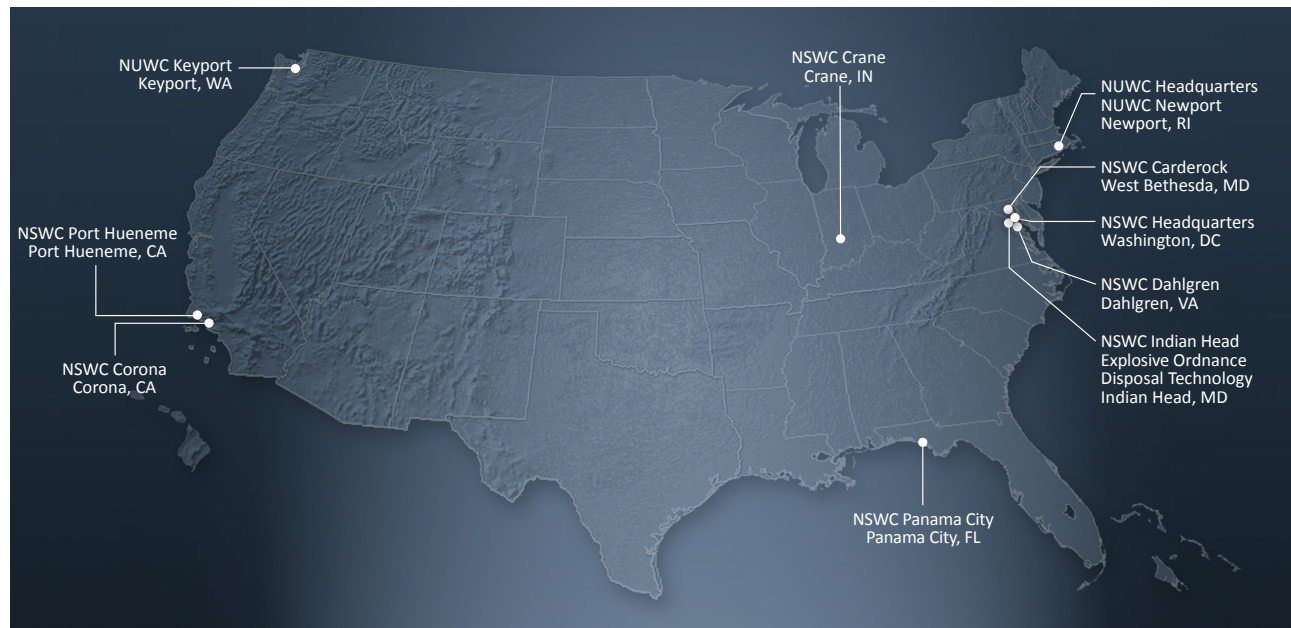 NUWC Keyport
Keyport, WA
NSWC Port Hueneme
Port Hueneme, CA
NSWC Corona
Corona, CA
NSWC Crane
Crane, IN
NUWC Headquarters
NUWC Newport
Newport, RI
NSWC Carderock
West Bethesda, MD
NSWC Headquarters
Washington, DC
NSWC Dahlgren
Dahlgren, VA
NSWC Indian Head
Explosive Ordnance
Disposal Technology
Indian Head, MD
NSWC Panama City
Panama City, FL